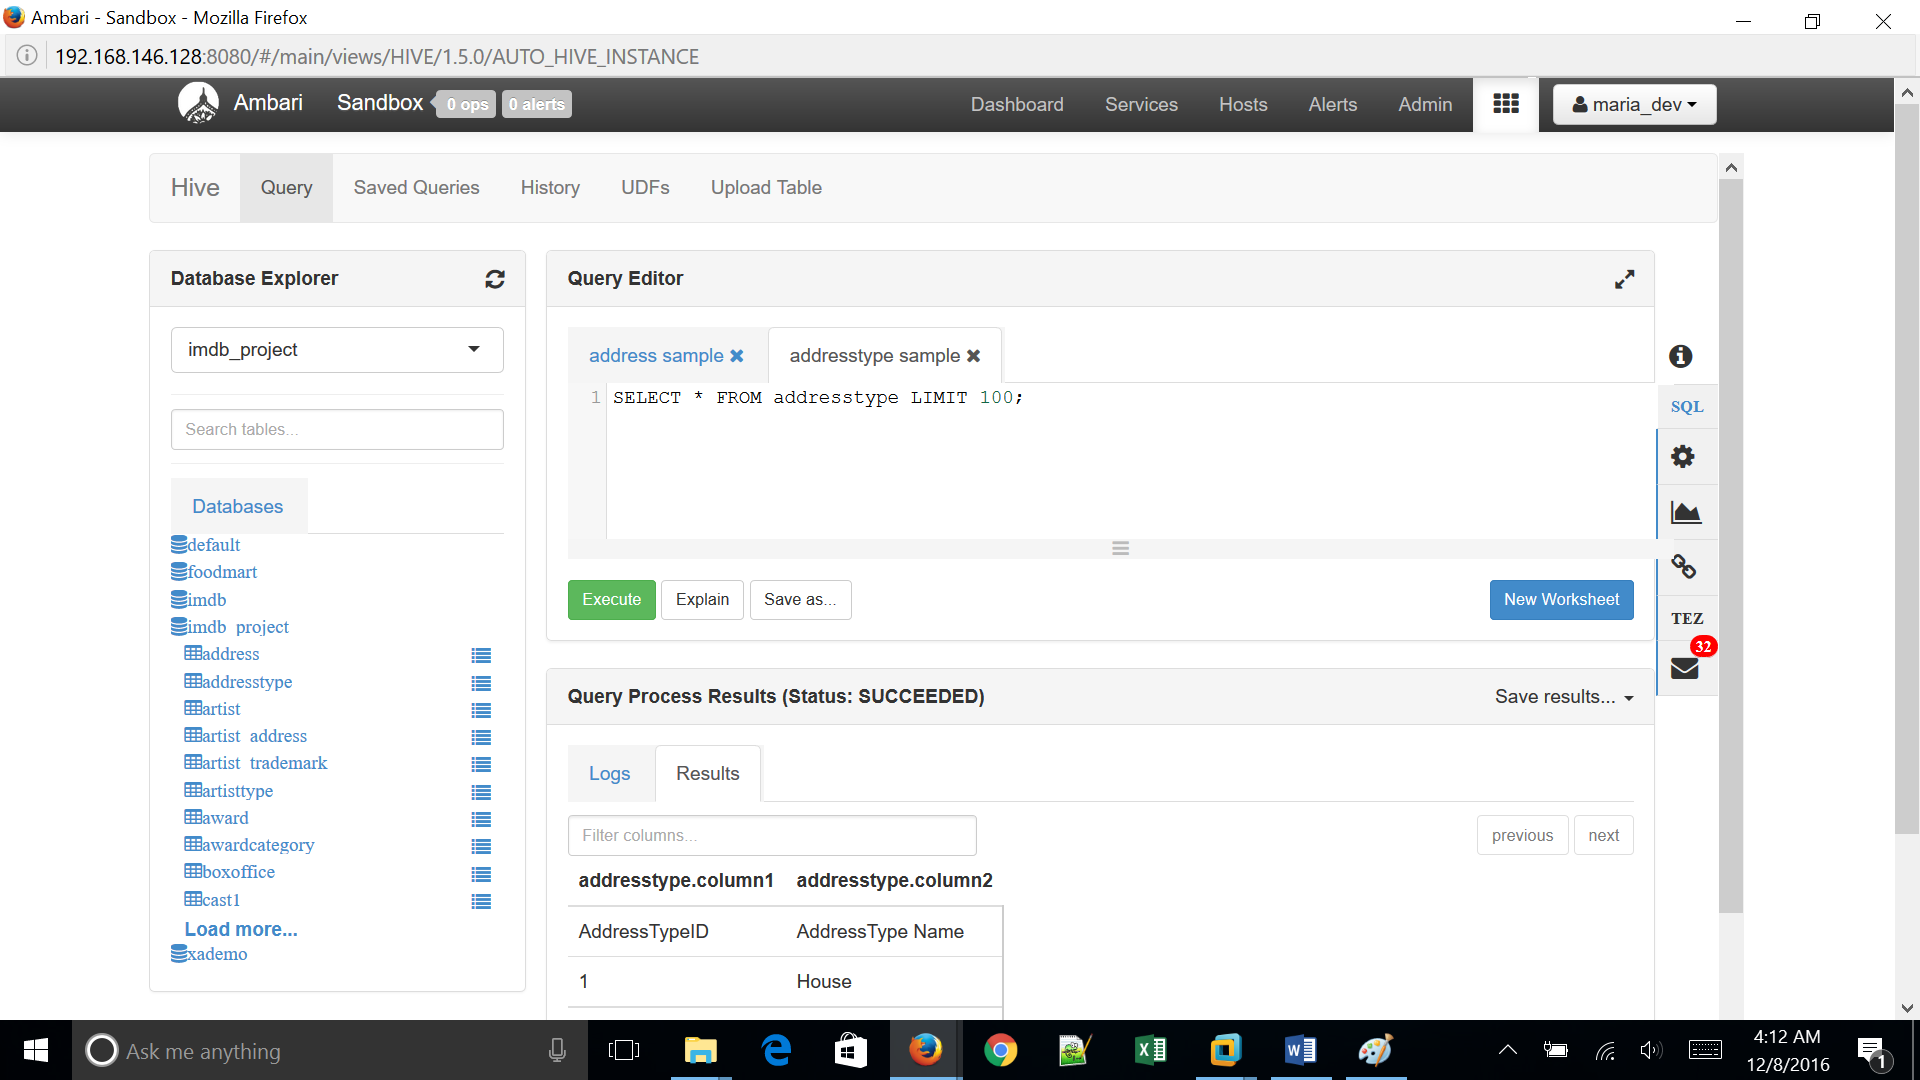 Ambari - Sandbox - Mozilla Firefox
192.168.146.128:8080/#/main/views/HIVE/1.5.0/AUTO_HIVE_INSTANCE
Ambari Sandbox 0 ops 0 alerts Dashboard Services Hosts Alerts Admin maria_dev
Hive Query Saved Queries History UDFs Upload Table
Database Explorer
imdb_project
Search tables...
Databases
default
foodmart
imdb
imdb_project
address
addresstype
artist
artist_address
artist_trademark
artisttype
award
awardcategory
boxoffice
cast1
Load more...
xademo
Query Editor
address sample addresstype sample
1 SELECT * FROM addresstype LIMIT 100;
Execute Explain Save as... New Worksheet
SQL
TEZ
32
Query Process Results (Status: SUCCEEDED) Save results...
Logs Results
Filter columns... previous next
addresstype.column1 addresstype.column2
AddressTypeID AddressType Name
1 House
Ask me anything
4:12 AM
12/8/2016
1